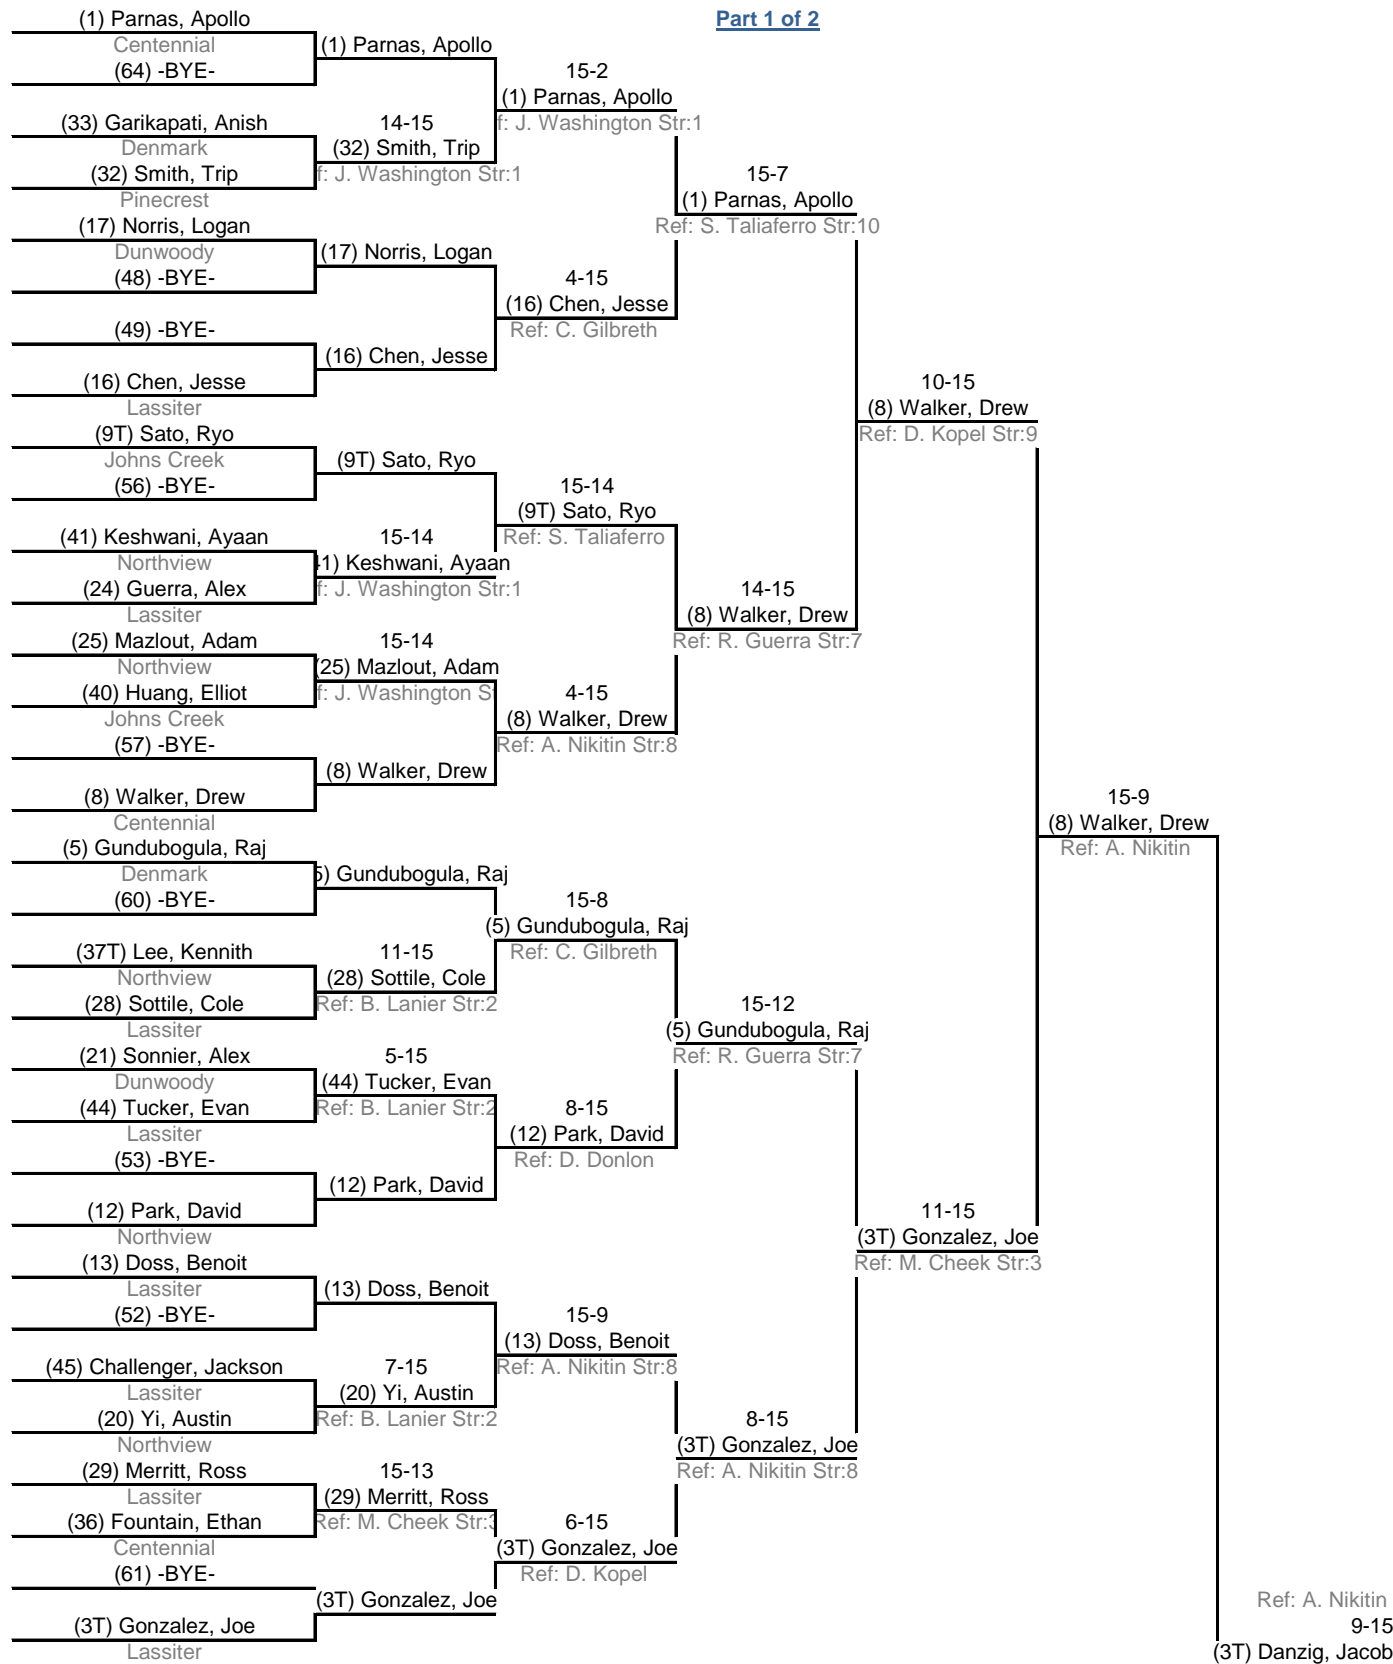 Part 1 of 2
(1) Parnas, Apollo
Centennial
(64) -BYE-
(33) Garikapati, Anish
Denmark
(32) Smith, Trip
Pinecrest
(17) Norris, Logan
Dunwoody
(48) -BYE-
(49) -BYE-
(16) Chen, Jesse
Lassiter
(9T) Sato, Ryo
Johns Creek
(56) -BYE-
(41) Keshwani, Ayaan
Northview
(24) Guerra, Alex
Lassiter
(25) Mazlout, Adam
Northview
(40) Huang, Elliot
Johns Creek
(57) -BYE-
(8) Walker, Drew
Centennial
(5) Gundubogula, Raj
Denmark
(60) -BYE-
(37T) Lee, Kennith
Northview
(28) Sottile, Cole
Lassiter
(21) Sonnier, Alex
Dunwoody
(44) Tucker, Evan
Lassiter
(53) -BYE-
(12) Park, David
Northview
(13) Doss, Benoit
Lassiter
(52) -BYE-
(45) Challenger, Jackson
Lassiter
(20) Yi, Austin
Northview
(29) Merritt, Ross
Lassiter
(36) Fountain, Ethan
Centennial
(61) -BYE-
(3T) Gonzalez, Joe
Lassiter
(1) Parnas, Apollo
14-15
(32) Smith, Trip
f: J. Washington Str:1
(17) Norris, Logan
(16) Chen, Jesse
(9T) Sato, Ryo
15-14
41) Keshwani, Ayaan
f: J. Washington Str:1
15-14
(25) Mazlout, Adam
f: J. Washington S
(8) Walker, Drew
5) Gundubogula, Raj
11-15
(28) Sottile, Cole
Ref: B. Lanier Str:2
5-15
(44) Tucker, Evan
Ref: B. Lanier Str:2
(12) Park, David
(13) Doss, Benoit
7-15
(20) Yi, Austin
Ref: B. Lanier Str:2
15-13
(29) Merritt, Ross
Ref: M. Cheek Str:3
(3T) Gonzalez, Joe
15-2
(1) Parnas, Apollo
f: J. Washington Str:1
4-15
(16) Chen, Jesse
Ref: C. Gilbreth
15-14
(9T) Sato, Ryo
Ref: S. Taliaferro
4-15
(8) Walker, Drew
Ref: A. Nikitin Str:8
15-8
(5) Gundubogula, Raj
Ref: C. Gilbreth
8-15
(12) Park, David
Ref: D. Donlon
15-9
(13) Doss, Benoit
Ref: A. Nikitin Str:8
6-15
(3T) Gonzalez, Joe
Ref: D. Kopel
15-7
(1) Parnas, Apollo
Ref: S. Taliaferro Str:10
14-15
(8) Walker, Drew
Ref: R. Guerra Str:7
15-12
(5) Gundubogula, Raj
Ref: R. Guerra Str:7
8-15
(3T) Gonzalez, Joe
Ref: A. Nikitin Str:8
10-15
(8) Walker, Drew
Ref: D. Kopel Str:9
11-15
(3T) Gonzalez, Joe
Ref: M. Cheek Str:3
15-9
(8) Walker, Drew
Ref: A. Nikitin
Ref: A. Nikitin
9-15
(3T) Danzig, Jacob